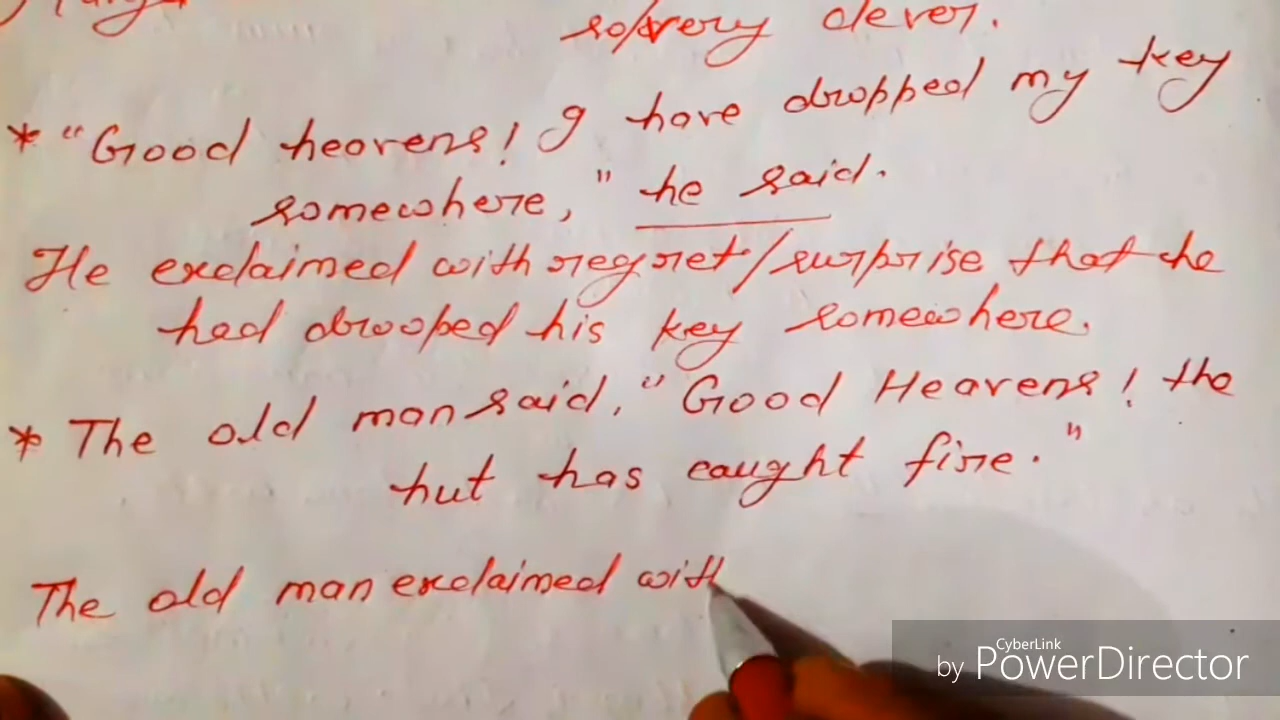 so/very clever.
* "Good heavens! I have dropped my key
somewhere," he said.
He exclaimed with regret/surprise that he
had drooped his key somewhere.
* The old man said, "Good Heavens! the
hut has caught fire."
The old man exclaimed with
CyberLink
by PowerDirector